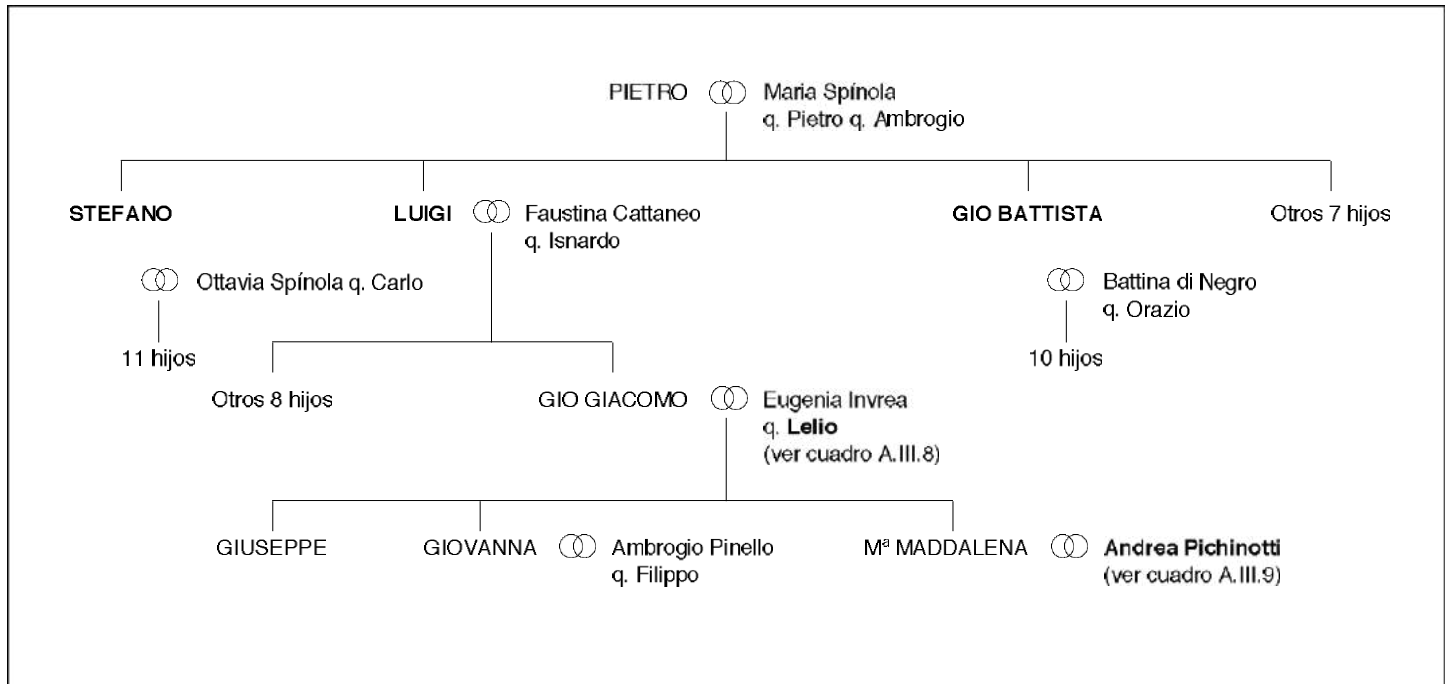 PIETRO
Maria Spínola
q. Pietro q. Ambrogio
STEFANO
LUIGI
Faustina Cattaneo
q. Isnardo
GIO BATTISTA
Otros 7 hijos
Ottavia Spínola q. Carlo
Battina di Negro
q. Orazio
11 hijos
10 hijos
Otros 8 hijos
GIO GIACOMO
Eugenia Invrea
q. Lelio
(ver cuadro A.III.8)
GIUSEPPE
GIOVANNA
Ambrogio Pinello
q. Filippo
Mª MADDALENA
Andrea Pichinotti
(ver cuadro A.III.9)